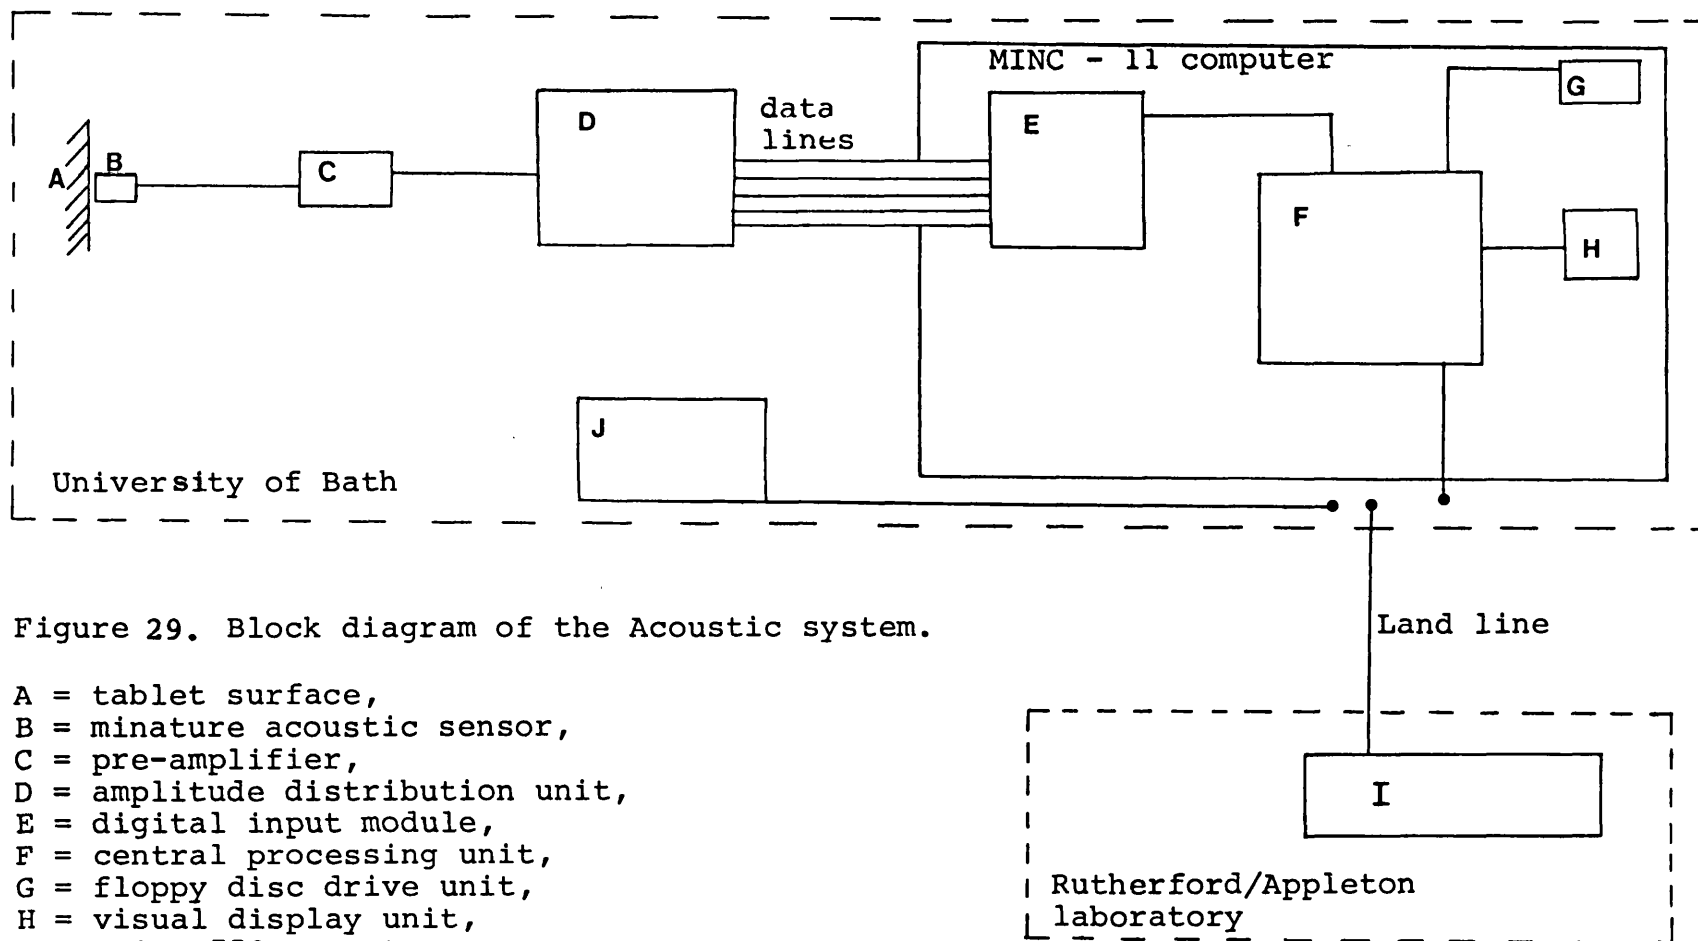 MINC - 11 computer
G
data
lines
D
E
A
B
C
F
H
J
University of Bath
Figure 29. Block diagram of the Acoustic system.
Land line
A = tablet surface,
B = minature acoustic sensor,
C = pre-amplifier,
D = amplitude distribution unit,
E = digital input module,
F = central processing unit,
G = floppy disc drive unit,
H = visual display unit,
I
Rutherford/Appleton
laboratory